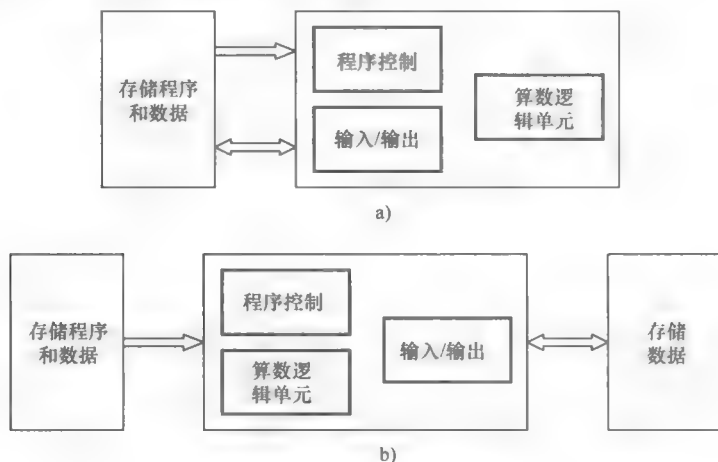 存储程序
和数据
程序控制
输入/输出
算数逻
辑单元
a)
存储程序
和数据
程序控制
算数逻
辑单元
输入/输出
存储
数据
b)